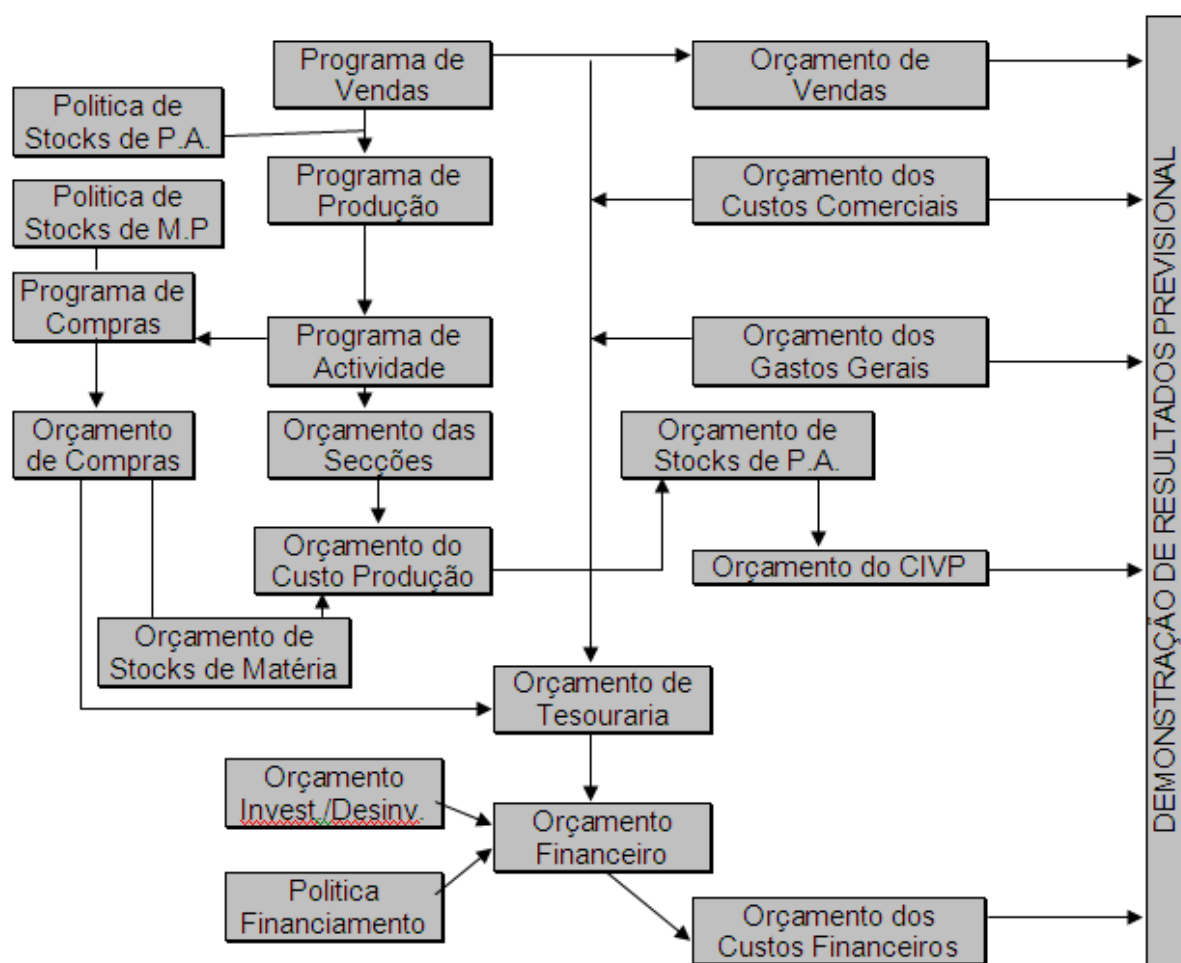 Programa de
Vendas
Orçamento de
Vendas
Politica de
Stocks de P.A.
Programa de
Produção
Orçamento dos
Custos Comerciais
Politica de
Stocks de M.P
Programa de
Compras
Programa de
Actividade
Orçamento dos
Gastos Gerais
Orçamento
de Compras
Orçamento das
Secções
Orçamento de
Stocks de P.A.
Orçamento do
Custo Produção
Orçamento do CIVP
Orçamento de
Stocks de Matéria
Orçamento de
Tesouraria
Orçamento
Invest./Desinv.
Orçamento
Financeiro
Politica
Financiamento
Orçamento dos
Custos Financeiros
DEMONSTRAÇÃO DE RESULTADOS PREVISIONAL